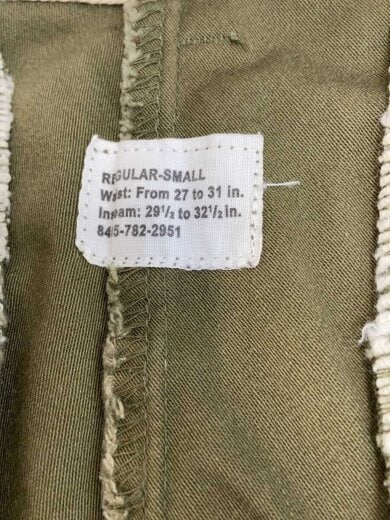 REGULAR-SMALL
Waist: From 27 to 31 in.
Inseam: 29½ to 32½ in.
845-782-2951